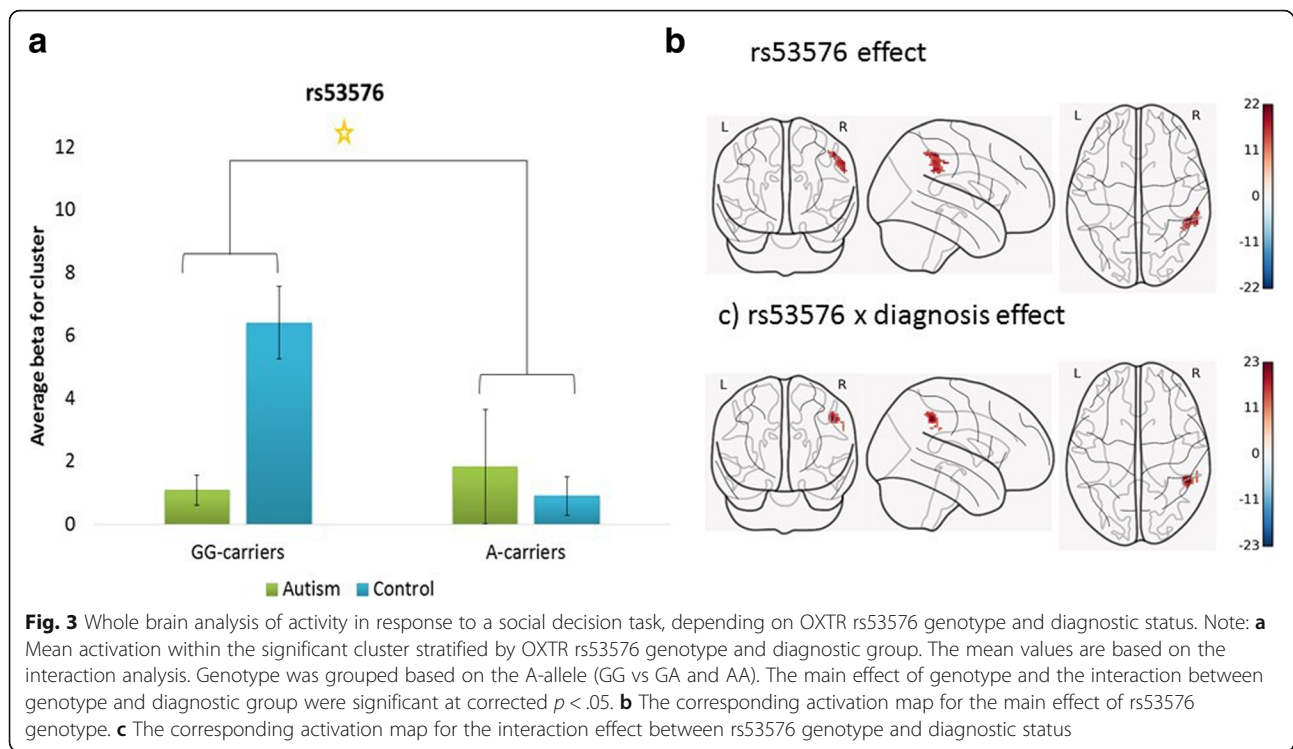 a
rs53576
Average beta for cluster
12
10
8
6
4
2
0
GG-carriers
A-carriers
Autism
Control
b
rs53576 effect
L
R
L
R
22
11
0
-11
-22
c) rs53576 x diagnosis effect
L
R
L
R
23
11
0
-11
-23
Fig. 3 Whole brain analysis of activity in response to a social decision task, depending on OXTR rs53576 genotype and diagnostic status. Note: a
Mean activation within the significant cluster stratified by OXTR rs53576 genotype and diagnostic group. The mean values are based on the
interaction analysis. Genotype was grouped based on the A-allele (GG vs GA and AA). The main effect of genotype and the interaction between
genotype and diagnostic group were significant at corrected p < .05. b The corresponding activation map for the main effect of rs53576
genotype. c The corresponding activation map for the interaction effect between rs53576 genotype and diagnostic status